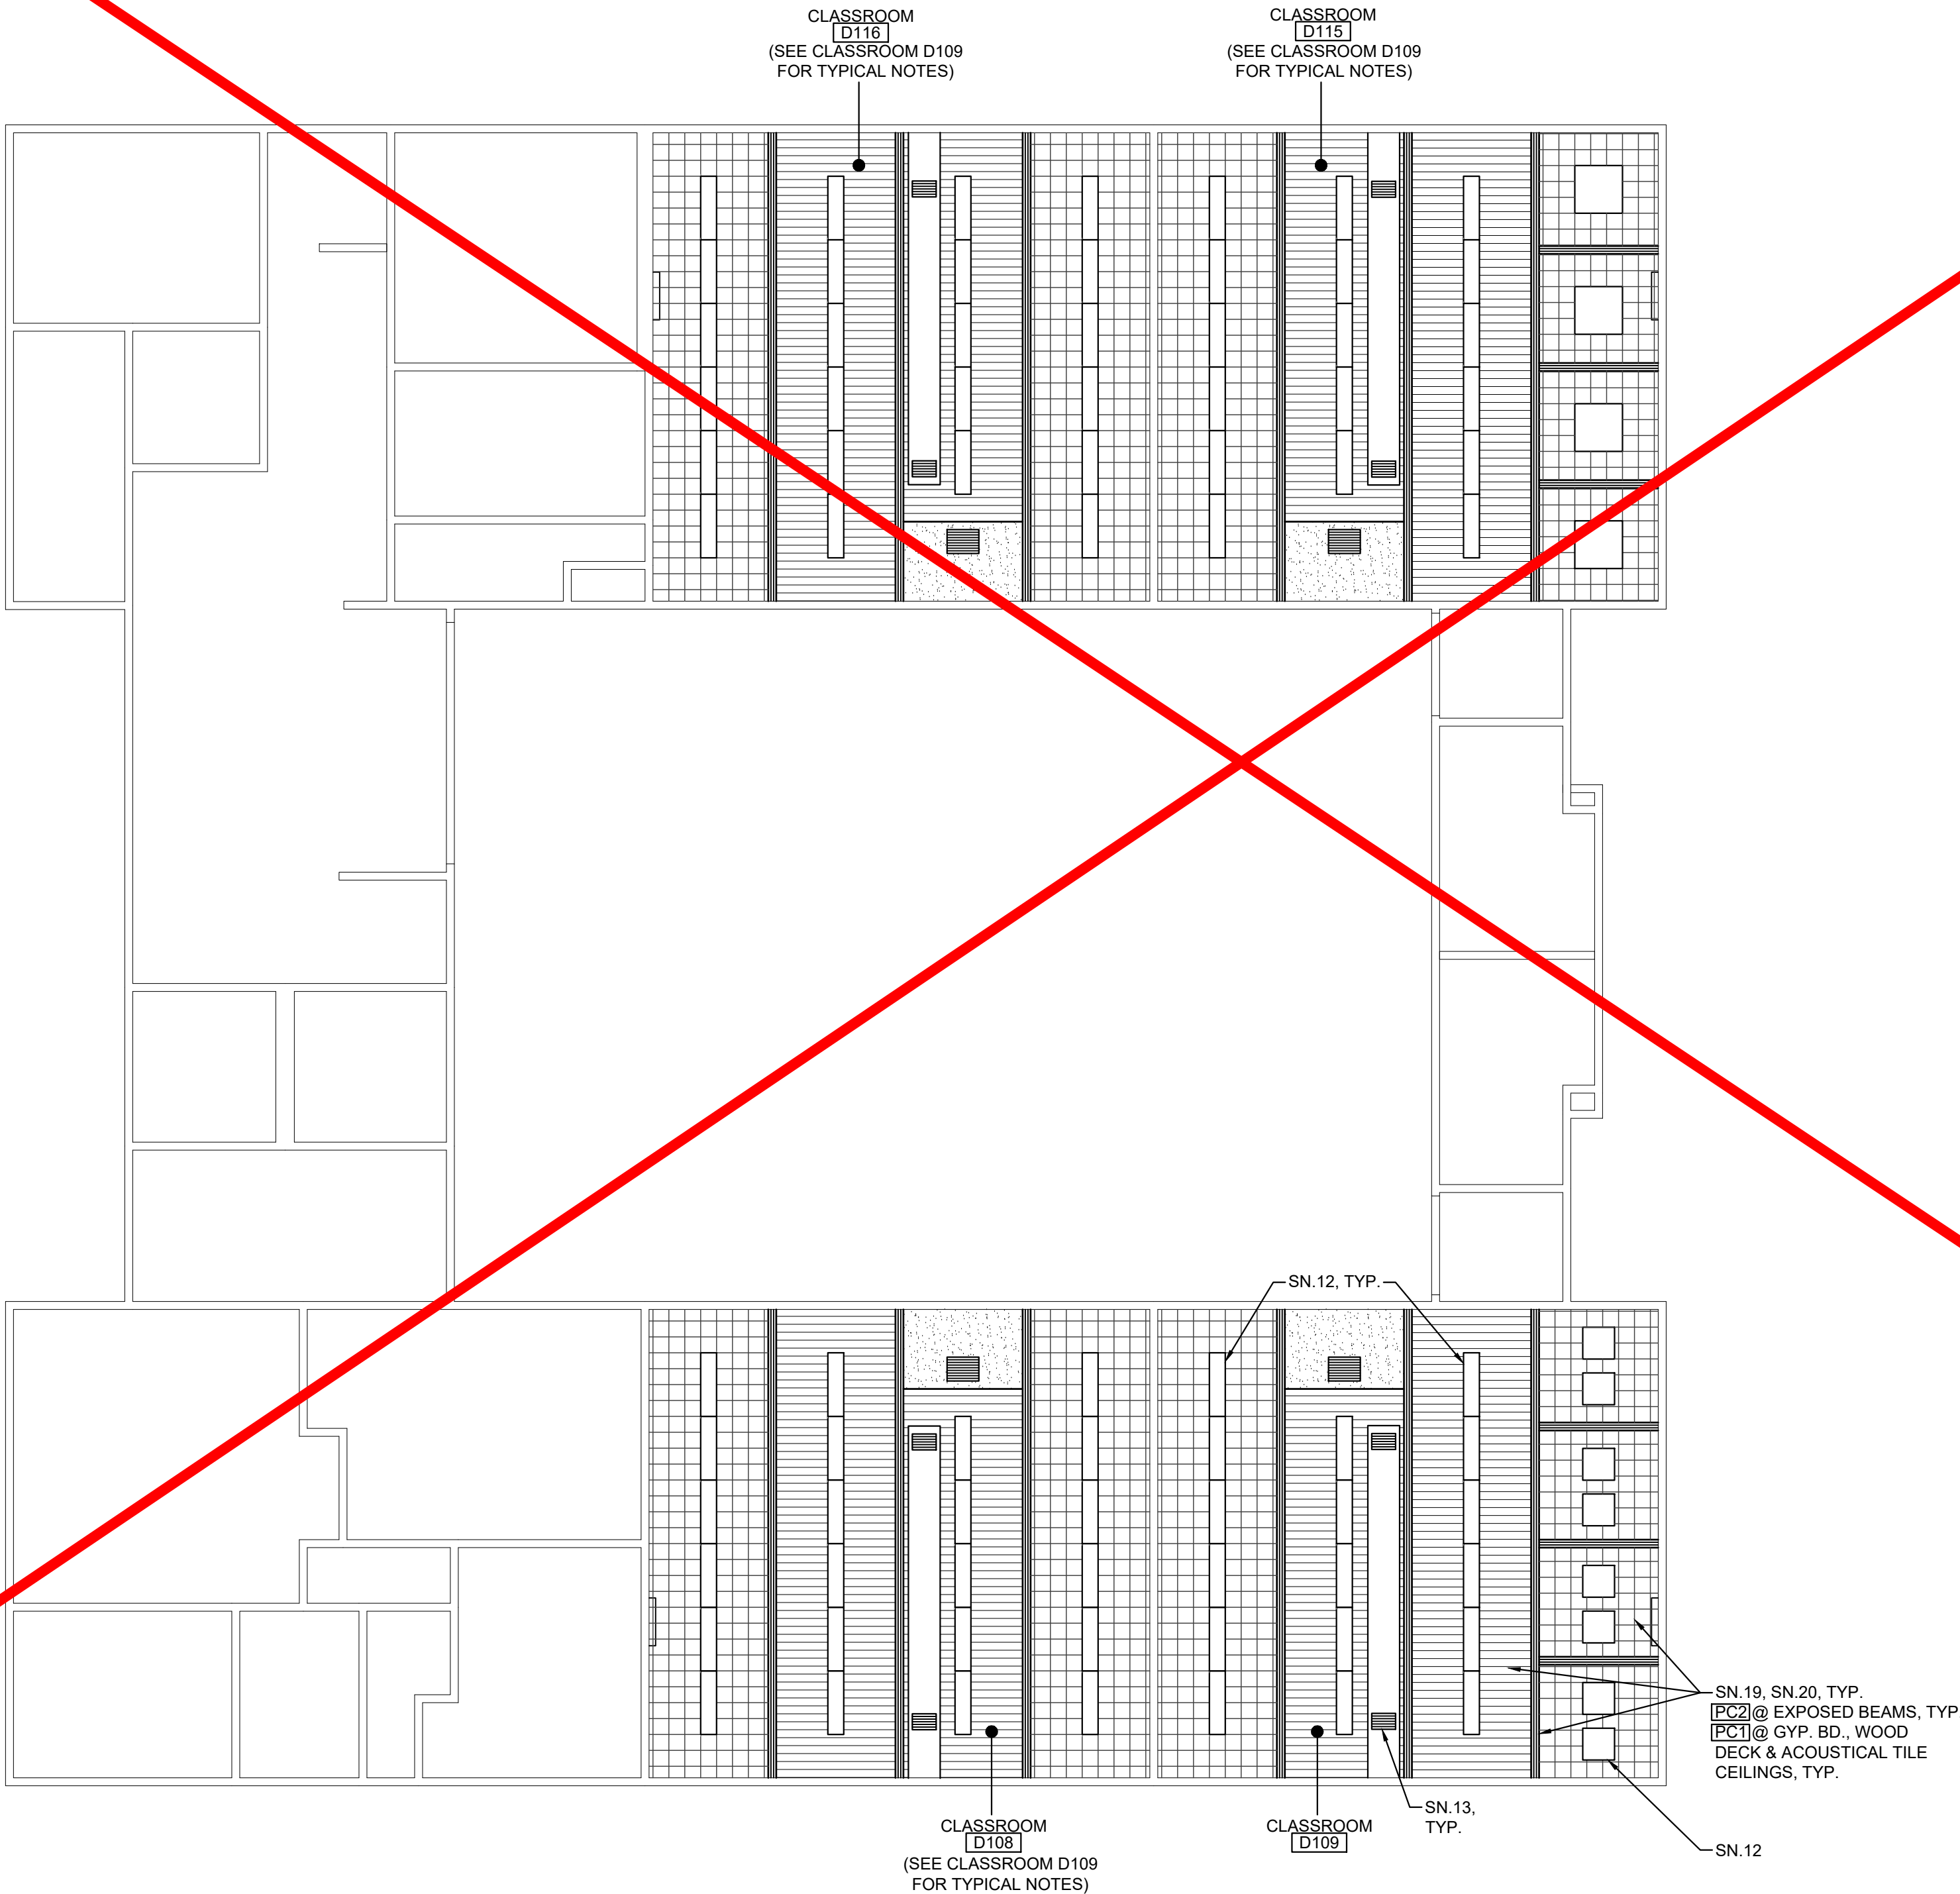 CLASSROOM
D116
(SEE CLASSROOM D109
FOR TYPICAL NOTES)
CLASSROOM
D115
(SEE CLASSROOM D109
FOR TYPICAL NOTES)
SN.12, TYP.
SN.19, SN.20, TYP.
PC2 @ EXPOSED BEAMS, TYP
PC1 @ GYP. BD., WOOD
DECK & ACOUSTICAL TILE
CEILINGS, TYP.
SN.13,
TYP.
SN.12
CLASSROOM
D108
(SEE CLASSROOM D109
FOR TYPICAL NOTES)
CLASSROOM
D109